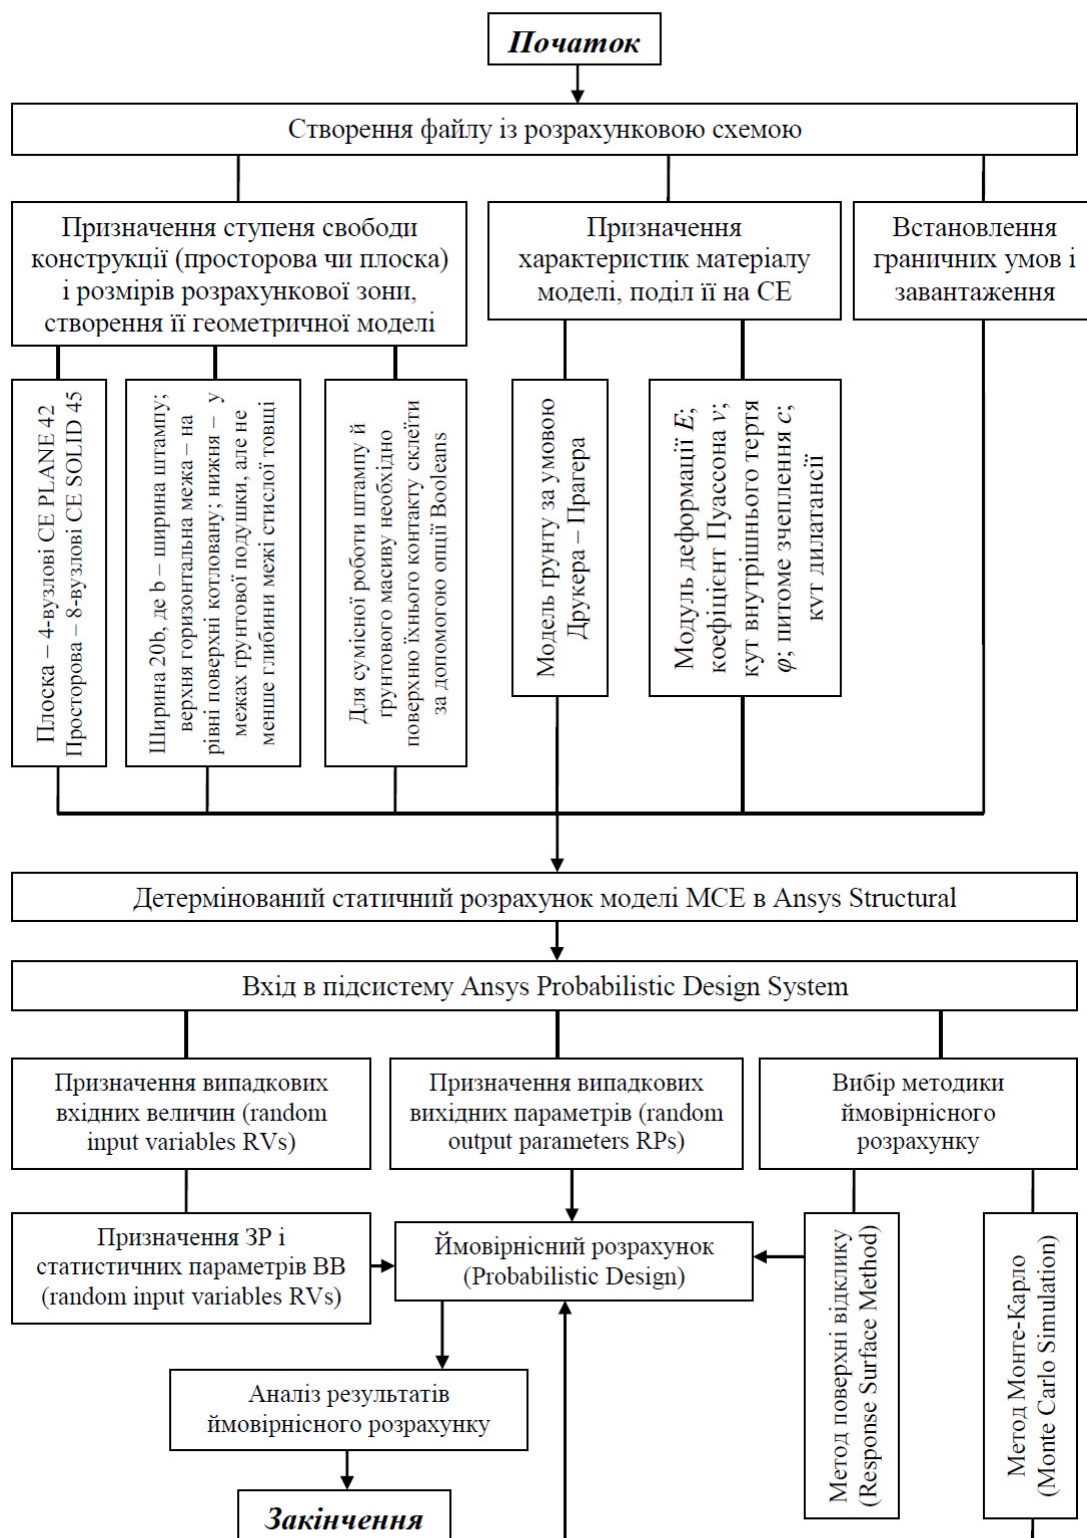 Початок
Створення файлу із розрахунковою схемою
Призначення ступеня свободи
конструкції (просторова чи плоска)
і розмірів розрахункової зони,
створення її геометричної моделі
Призначення
характеристик матеріалу
моделі, поділ її на СЕ
Встановлення
граничних умов і
завантаження
Плоска – 4-вузлові СЕ PLANE 42
Просторова – 8-вузлові СЕ SOLID 45
Ширина 20b, де b – ширина штампу;
верхня горизонтальна межа – на
рівні поверхні котловану; нижня – у
межах ґрунтової подушки, але не
менше глибини межі стислої товщі
Для сумісної роботи штампу й
ґрунтового масиву необхідно
поверхню їхнього контакту склеїти
за допомогою опції Booleans
Модель ґрунту за умовою
Друкера – Прагера
Модуль деформації E;
коефіцієнт Пуассона ν;
кут внутрішнього тертя
φ; питоме зчеплення c;
кут дилатансії
Детермінований статичний розрахунок моделі МСЕ в Ansys Structural
Вхід в підсистему Ansys Probabilistic Design System
Призначення випадкових
вхідних величин (random
input variables RVs)
Призначення випадкових
вихідних параметрів (random
output parameters RPs)
Вибір методики
ймовірнісного
розрахунку
Призначення ЗР і
статистичних параметрів ВВ
(random input variables RVs)
Ймовірнісний розрахунок
(Probabilistic Design)
Метод поверхні відклику
(Response Surface Method)
Метод Монте-Карло
(Monte Carlo Simulation)
Аналіз результатів
ймовірнісного розрахунку
Закінчення